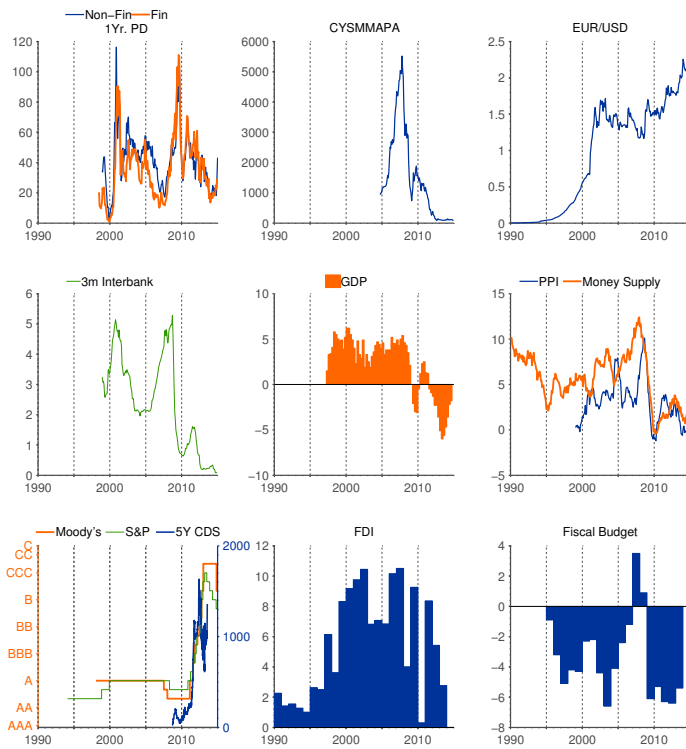 Non-Fin Fin
1Yr. PD
120
100
80
60
40
20
0
1990 2000 2010
CYSMMAPA
6000
5000
4000
3000
2000
1000
0
1990 2000 2010
EUR/USD
2.5
2
1.5
1
0.5
0
1990 2000 2010
3m Interbank
6
5
4
3
2
1
0
1990 2000 2010
GDP
10
5
0
−5
−10
1990 2000 2010
PPI Money Supply
15
10
5
0
−5
1990 2000 2010
Moody's S&P 5Y CDS
C
CC
CCC
B
BB
BBB
A
AA
AAA
2000
1000
0
1990 2000 2010
FDI
12
10
8
6
4
2
0
1990 2000 2010
Fiscal Budget
4
2
0
−2
−4
−6
−8
1990 2000 2010